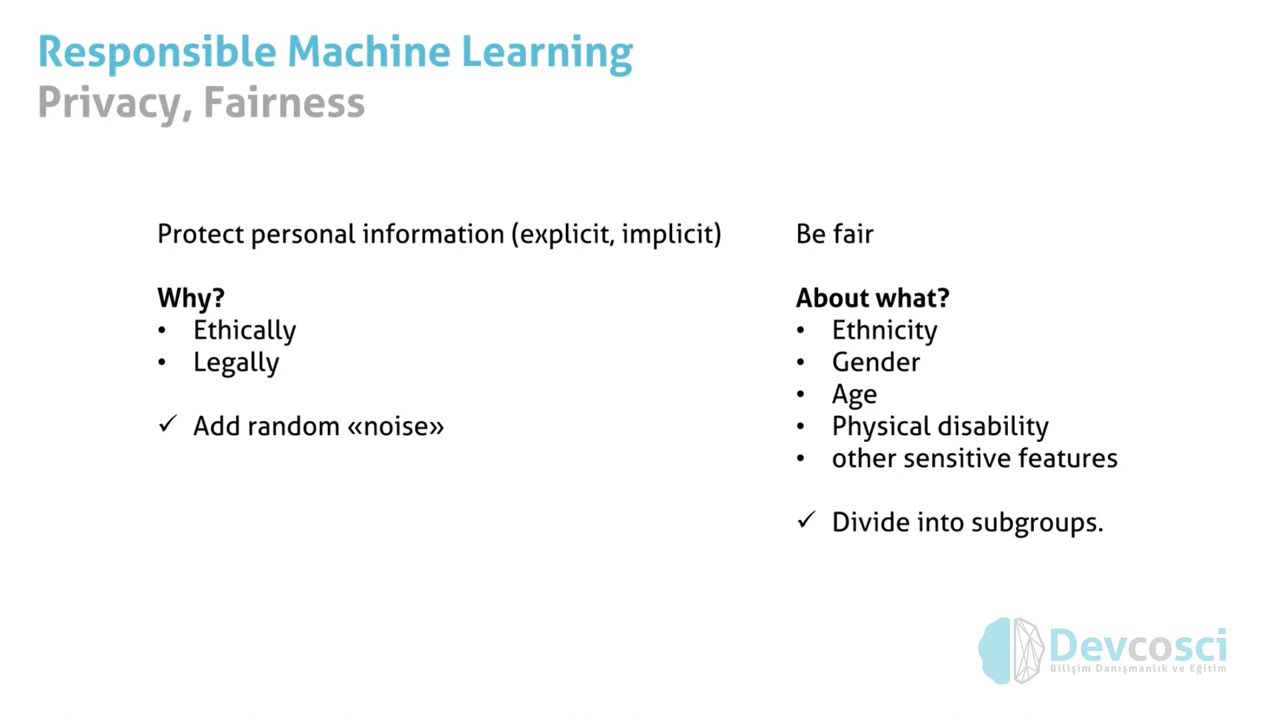 Responsible Machine Learning
Privacy, Fairness
Protect personal information (explicit, implicit)
Why?
• Ethically
• Legally
✓ Add random «noise»
Be fair
About what?
• Ethnicity
• Gender
• Age
• Physical disability
• other sensitive features
✓ Divide into subgroups.
Devcosci
Bilişim Danışmanlık ve Eğitim